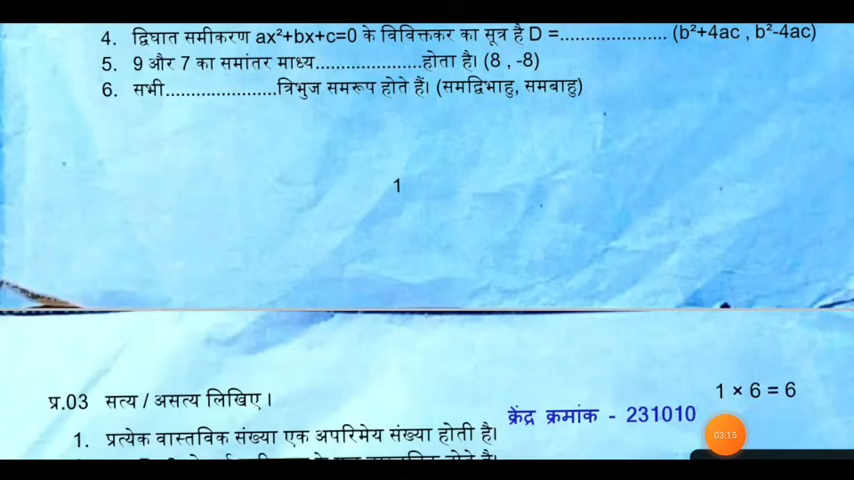 4. द्विघात समीकरण ax²+bx+c=0 के विविक्तकर का सूत्र है D =..................... (b²+4ac , b²-4ac)
5. 9 और 7 का समांतर माध्य.....................होता है। (8 , -8)
6. सभी......................त्रिभुज समरूप होते हैं। (समद्विभाहु, समबाहु)
1
प्र.03 सत्य / असत्य लिखिए।
1 × 6 = 6
क्रेंद्र क्रमांक - 231010
1. प्रत्येक वास्तविक संख्या एक अपरिमेय संख्या होती है।
03:15